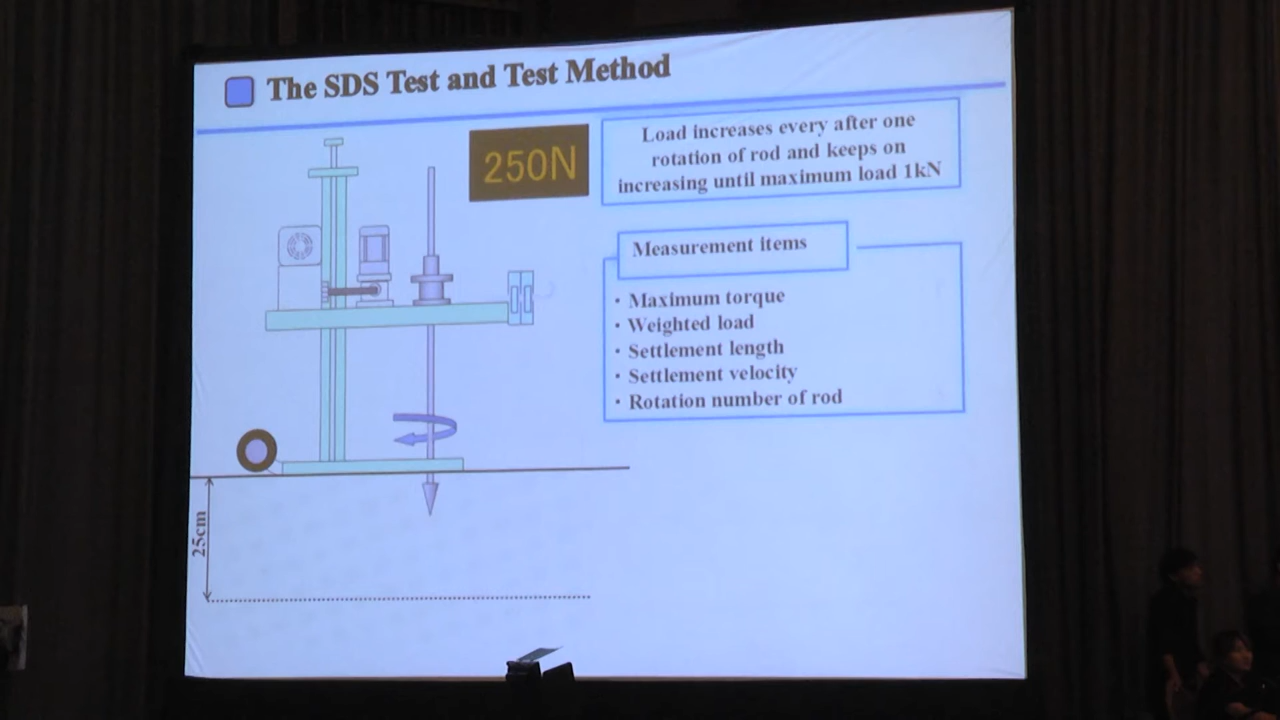 The SDS Test and Test Method
250N
Load increases every after one
rotation of rod and keeps on
increasing until maximum load 1kN
Measurement items
· Maximum torque
· Weighted load
· Settlement length
· Settlement velocity
· Rotation number of rod
25cm